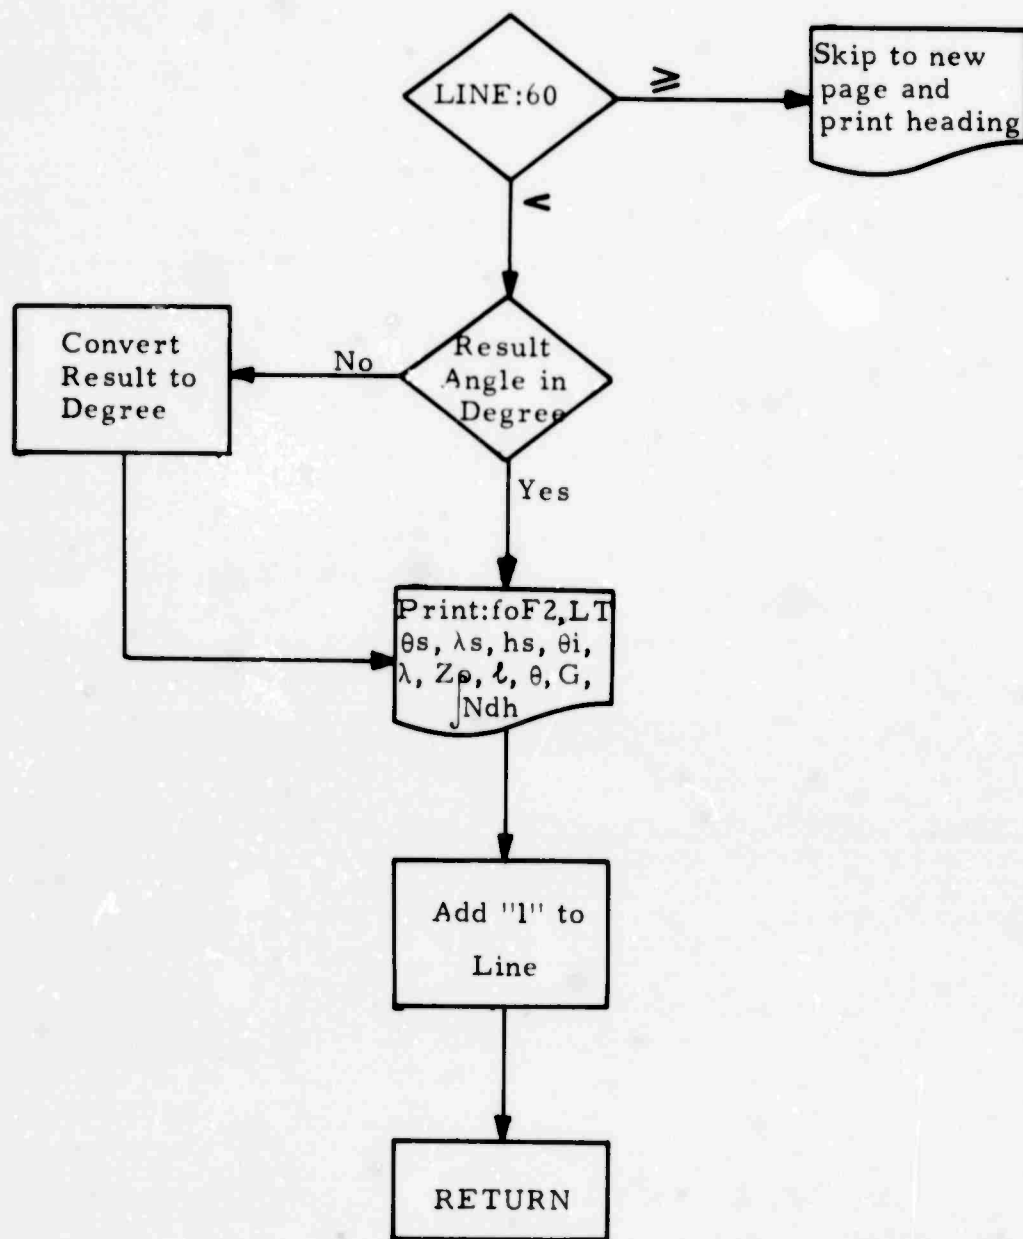 LINE:60
≥
Skip to new
page and
print heading
<
Convert
Result to
Degree
No
Result
Angle in
Degree
Yes
Print:foF2,LT
θs, λs, hs, θi,
λ, Zo, ℓ, θ, G,
∫Ndh
Add "1" to
Line
RETURN